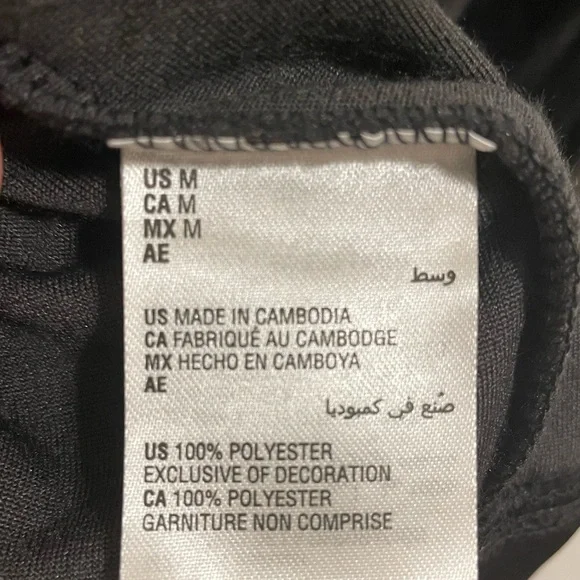 US M
CA M
MX M
AE
وسط
US MADE IN CAMBODIA
CA FABRIQUÉ AU CAMBODGE
MX HECHO EN CAMBOYA
AE
صُنع في كمبوديا
US 100% POLYESTER
EXCLUSIVE OF DECORATION
CA 100% POLYESTER
GARNITURE NON COMPRISE